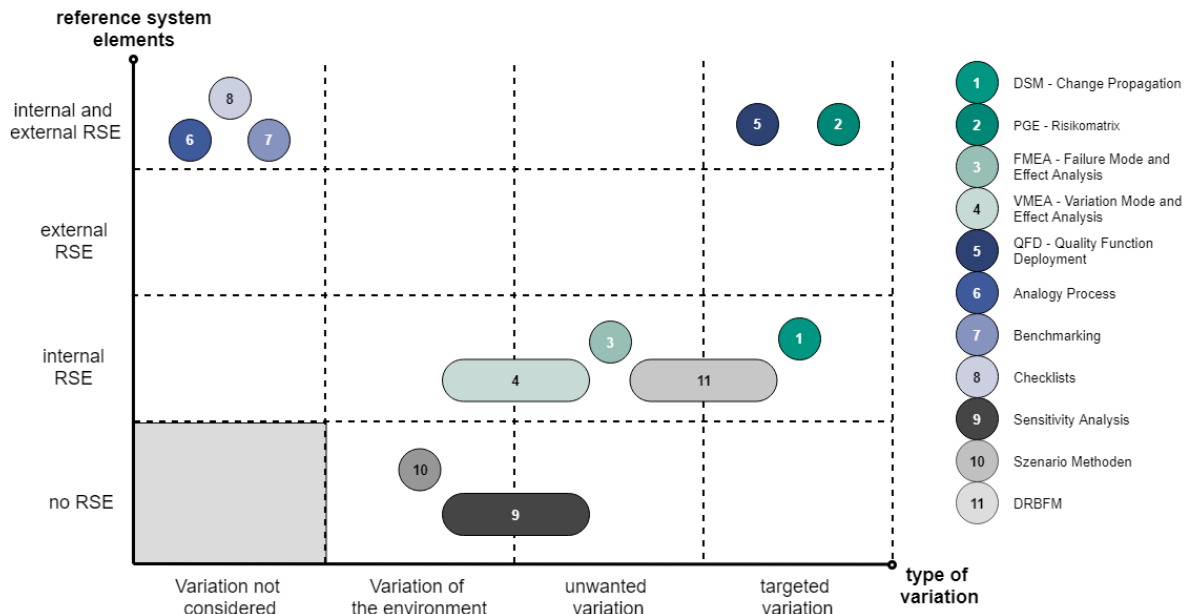 reference system
elements
internal and
external RSE
8
6
7
5
2
external
RSE
internal
RSE
3
1
4
11
no RSE
10
9
Variation not
considered
Variation of
the environment
unwanted
variation
targeted
variation
type of
variation
1
DSM - Change Propagation
2
PGE - Risikomatrix
3
FMEA - Failure Mode and
Effect Analysis
4
VMEA - Variation Mode and
Effect Analysis
5
QFD - Quality Function
Deployment
6
Analogy Process
7
Benchmarking
8
Checklists
9
Sensitivity Analysis
10
Szenario Methoden
11
DRBFM